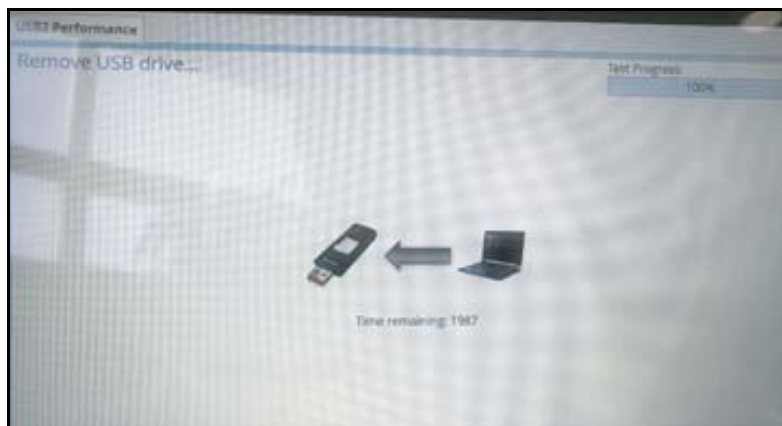 USB3 Performance
Remove USB drive...
Test Progress:
100%
Time remaining: 1987